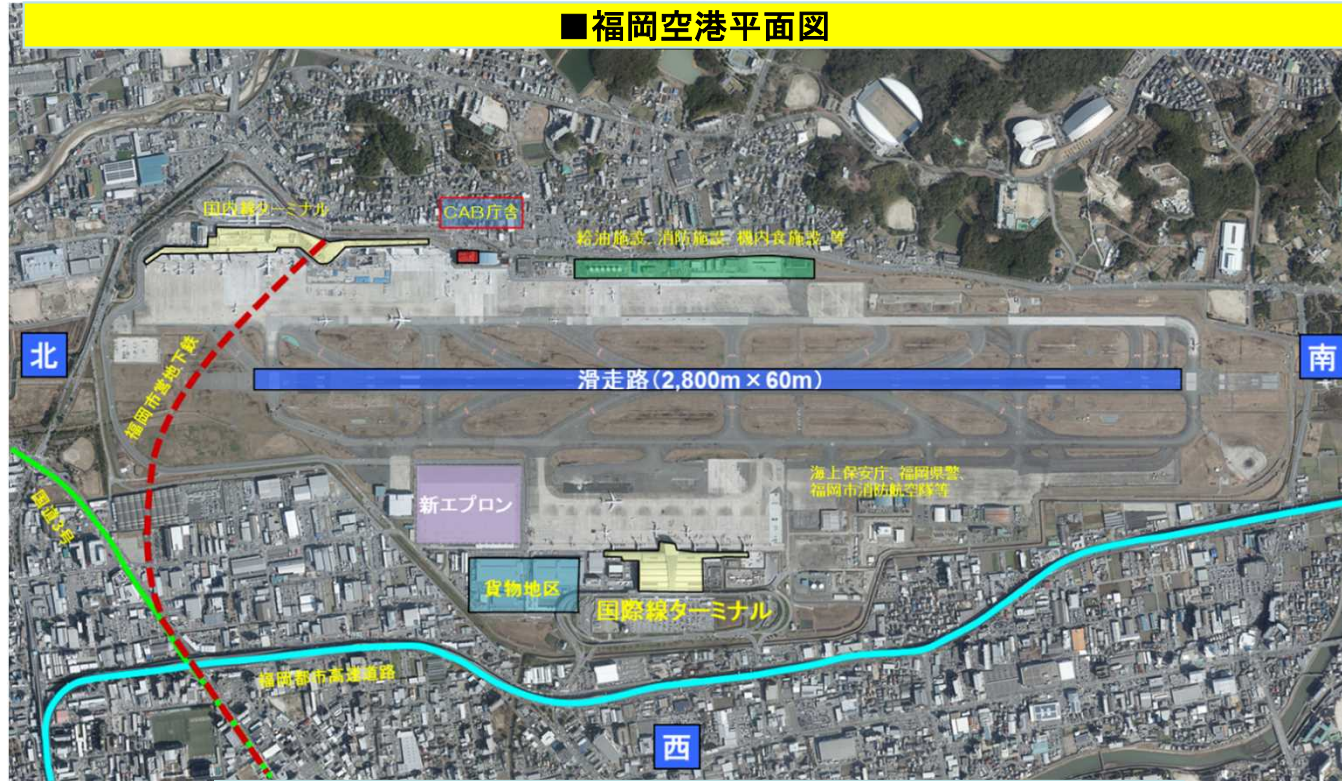 ■福岡空港平面図
国内線ターミナル
CAB庁舎
給油施設、消防施設、機内食施設 等
北
福岡市営地下鉄
滑走路(2,800m×60m)
南
国道3号
新エプロン
海上保安庁、福岡県警、
福岡市消防航空隊等
貨物地区
国際線ターミナル
福岡都市高速道路
西